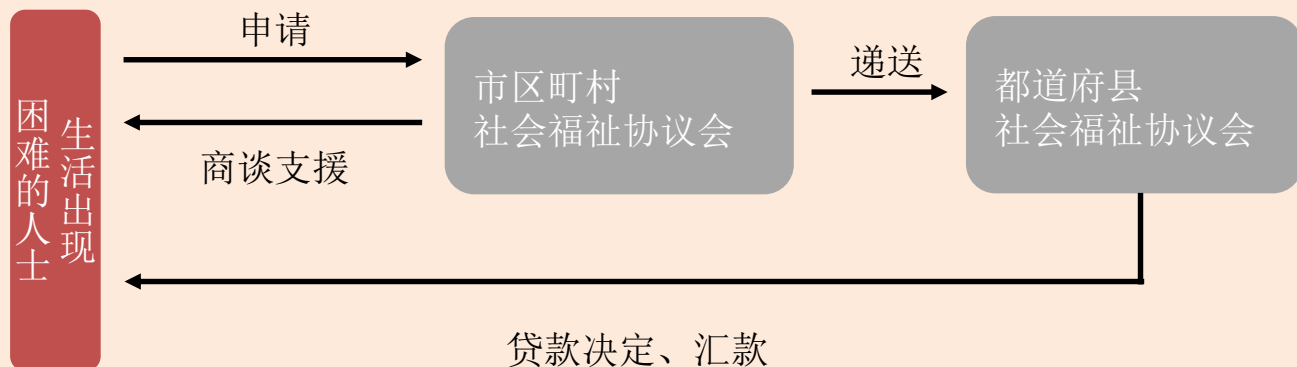 生活出现
困难的人士
申请
商谈支援
市区町村
社会福祉协议会
递送
都道府县
社会福祉协议会
贷款决定、汇款